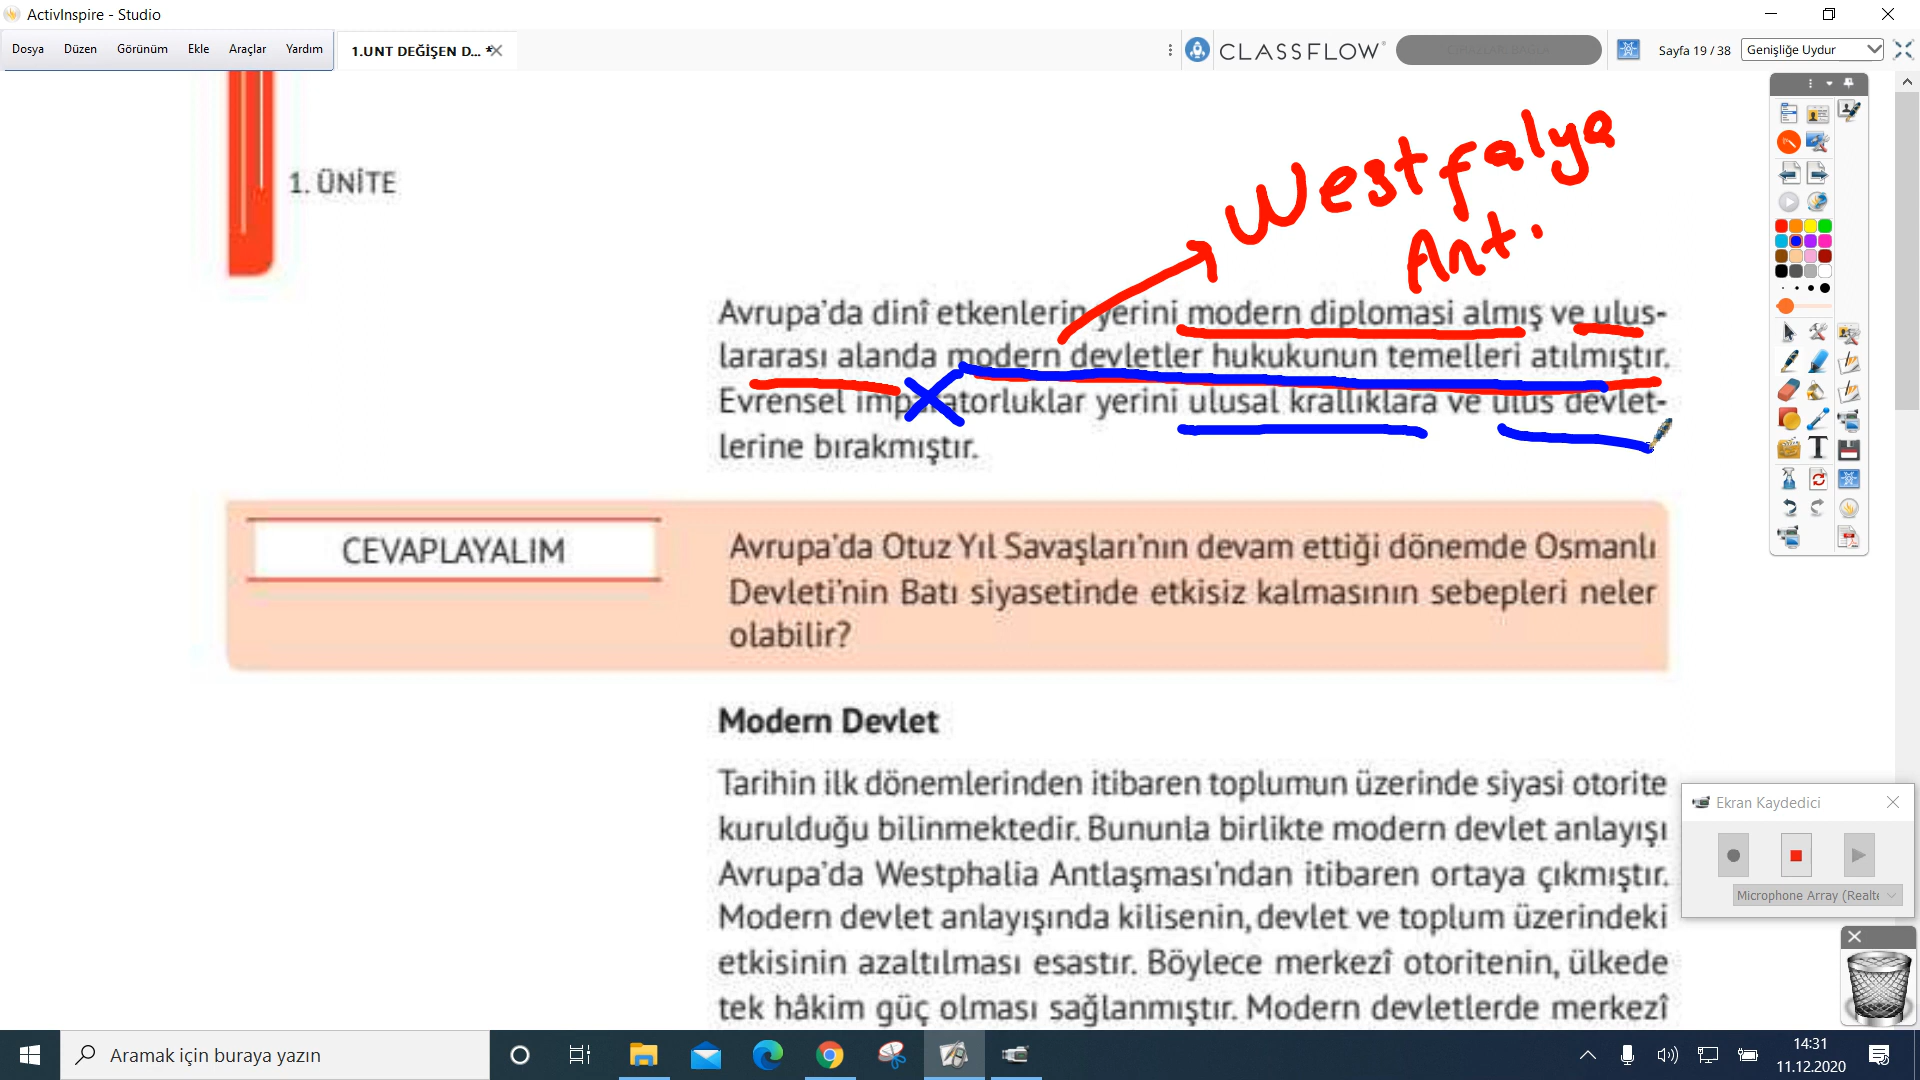 ActivInspire - Studio
Dosya Düzen Görünüm Ekle Araçlar Yardım
1.UNT DEĞİŞEN D... *
CLASSFLOW
Sayfa 19 / 38
Genişliğe Uydur
1. ÜNİTE
Westfalya
Ant.
Avrupa'da dinî etkenlerin yerini modern diplomasi almış ve ulus-
lararası alanda modern devletler hukukunun temelleri atılmıştır.
Evrensel imparatorluklar yerini ulusal krallıklara ve ulus devlet-
lerine bırakmıştır.
CEVAPLAYALIM
Avrupa'da Otuz Yıl Savaşları'nın devam ettiği dönemde Osmanlı
Devleti'nin Batı siyasetinde etkisiz kalmasının sebepleri neler
olabilir?
Modern Devlet
Tarihin ilk dönemlerinden itibaren toplumun üzerinde siyasi otorite
kurulduğu bilinmektedir. Bununla birlikte modern devlet anlayışı
Avrupa'da Westphalia Antlaşması'ndan itibaren ortaya çıkmıştır.
Modern devlet anlayışında kilisenin, devlet ve toplum üzerindeki
etkisinin azaltılması esastır. Böylece merkezî otoritenin, ülkede
tek hâkim güç olması sağlanmıştır. Modern devletlerde merkezî
Ekran Kaydedici
Microphone Array (Realte
Aramak için buraya yazın
14:31
11.12.2020